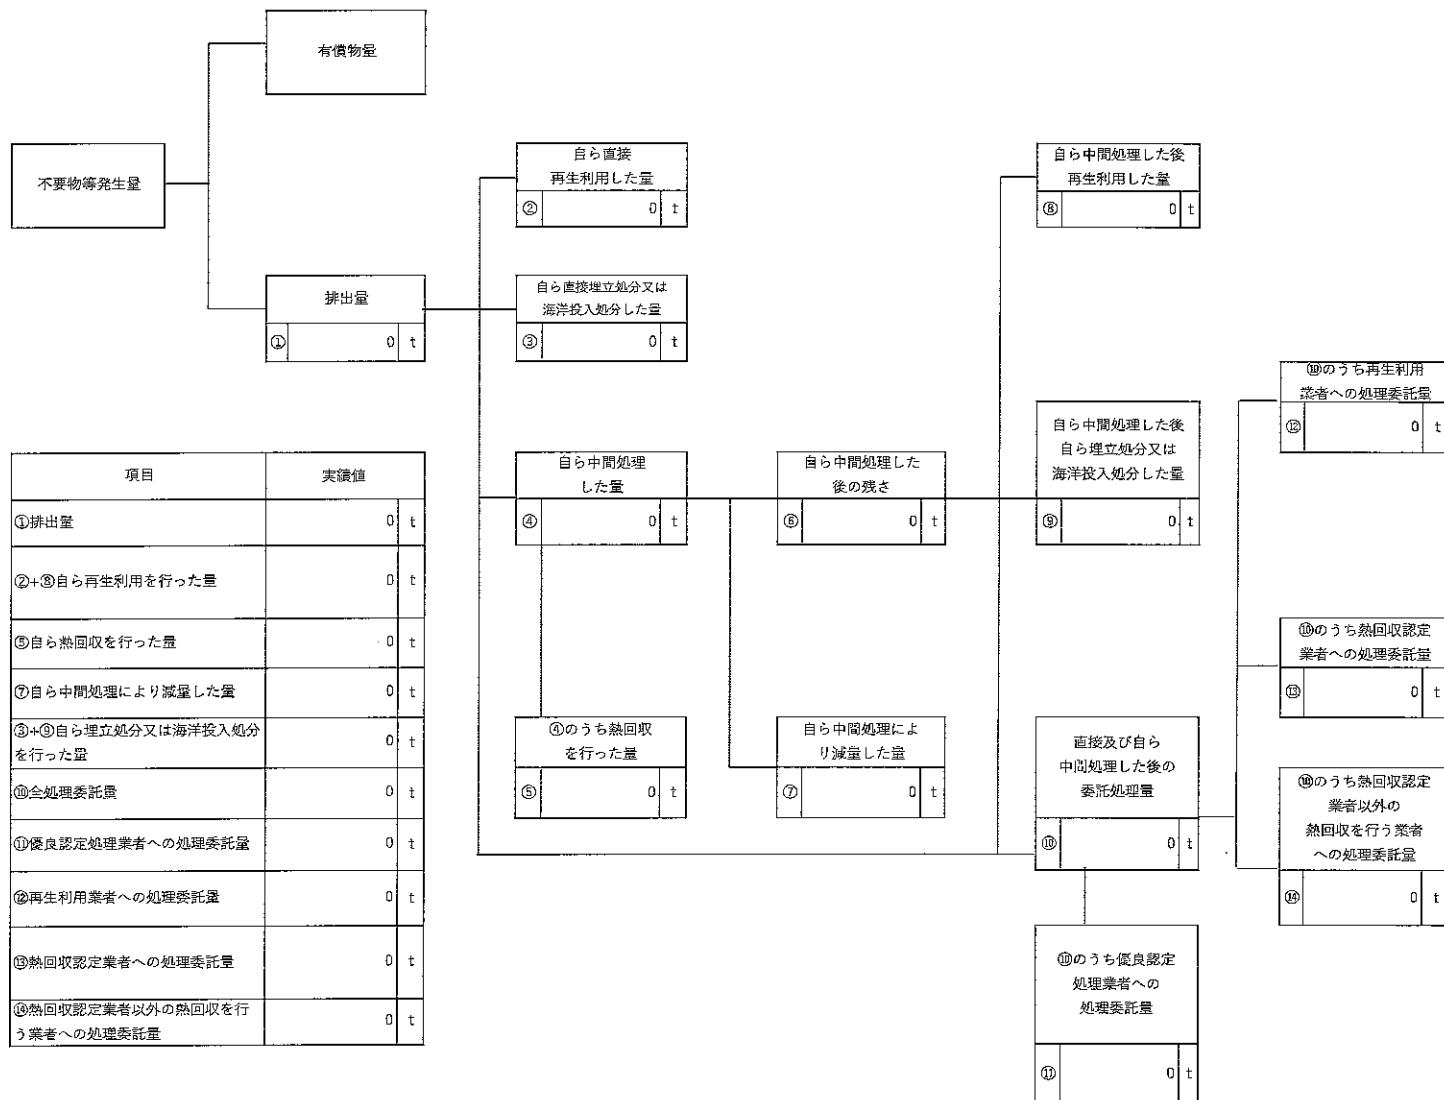 有償物量
不要物等発生量
排出量
① 0 t
自ら直接
再生利用した量
② 0 t
自ら直接埋立処分又は
海洋投入処分した量
③ 0 t
自ら中間処理
した量
④ 0 t
④のうち熱回収
を行った量
⑤ 0 t
自ら中間処理した
後の残さ
⑥ 0 t
自ら中間処理によ
り減量した量
⑦ 0 t
自ら中間処理した後
再生利用した量
⑧ 0 t
自ら中間処理した後
自ら埋立処分又は
海洋投入処分した量
⑨ 0 t
直接及び自ら
中間処理した後の
委託処理量
⑩ 0 t
⑩のうち優良認定
処理業者への
処理委託量
⑪ 0 t
⑩のうち再生利用
業者への処理委託量
⑫ 0 t
⑩のうち熱回収認定
業者への処理委託量
⑬ 0 t
⑩のうち熱回収認定
業者以外の
熱回収を行う業者
への処理委託量
⑭ 0 t
項目 実績値
①排出量 0 t
②+⑧自ら再生利用を行った量 0 t
⑤自ら熱回収を行った量 0 t
⑦自ら中間処理により減量した量 0 t
③+⑨自ら埋立処分又は海洋投入処分
を行った量 0 t
⑩全処理委託量 0 t
⑪優良認定処理業者への処理委託量 0 t
⑫再生利用業者への処理委託量 0 t
⑬熱回収認定業者への処理委託量 0 t
⑭熱回収認定業者以外の熱回収を行
う業者への処理委託量 0 t